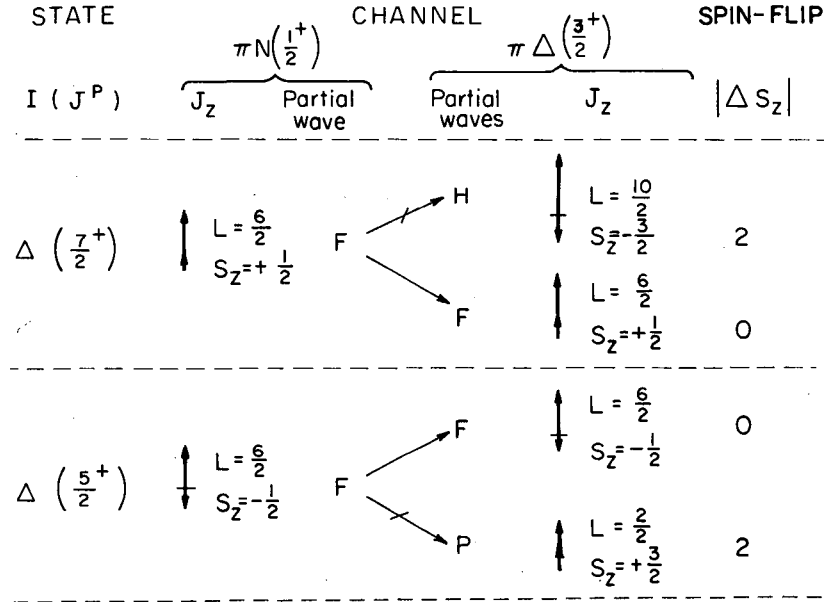 STATE CHANNEL SPIN-FLIP
πN(1/2⁺) πΔ(3/2⁺)
I (Jᴾ) J_Z Partial wave Partial waves J_Z |ΔS_Z|
Δ (7/2⁺) L = 6/2 S_Z=+1/2 F
H L = 10/2 S_Z=-3/2 2
F L = 6/2 S_Z=+1/2 0
Δ (5/2⁺) L = 6/2 S_Z=-1/2 F
F L = 6/2 S_Z=-1/2 0
P L = 2/2 S_Z=+3/2 2